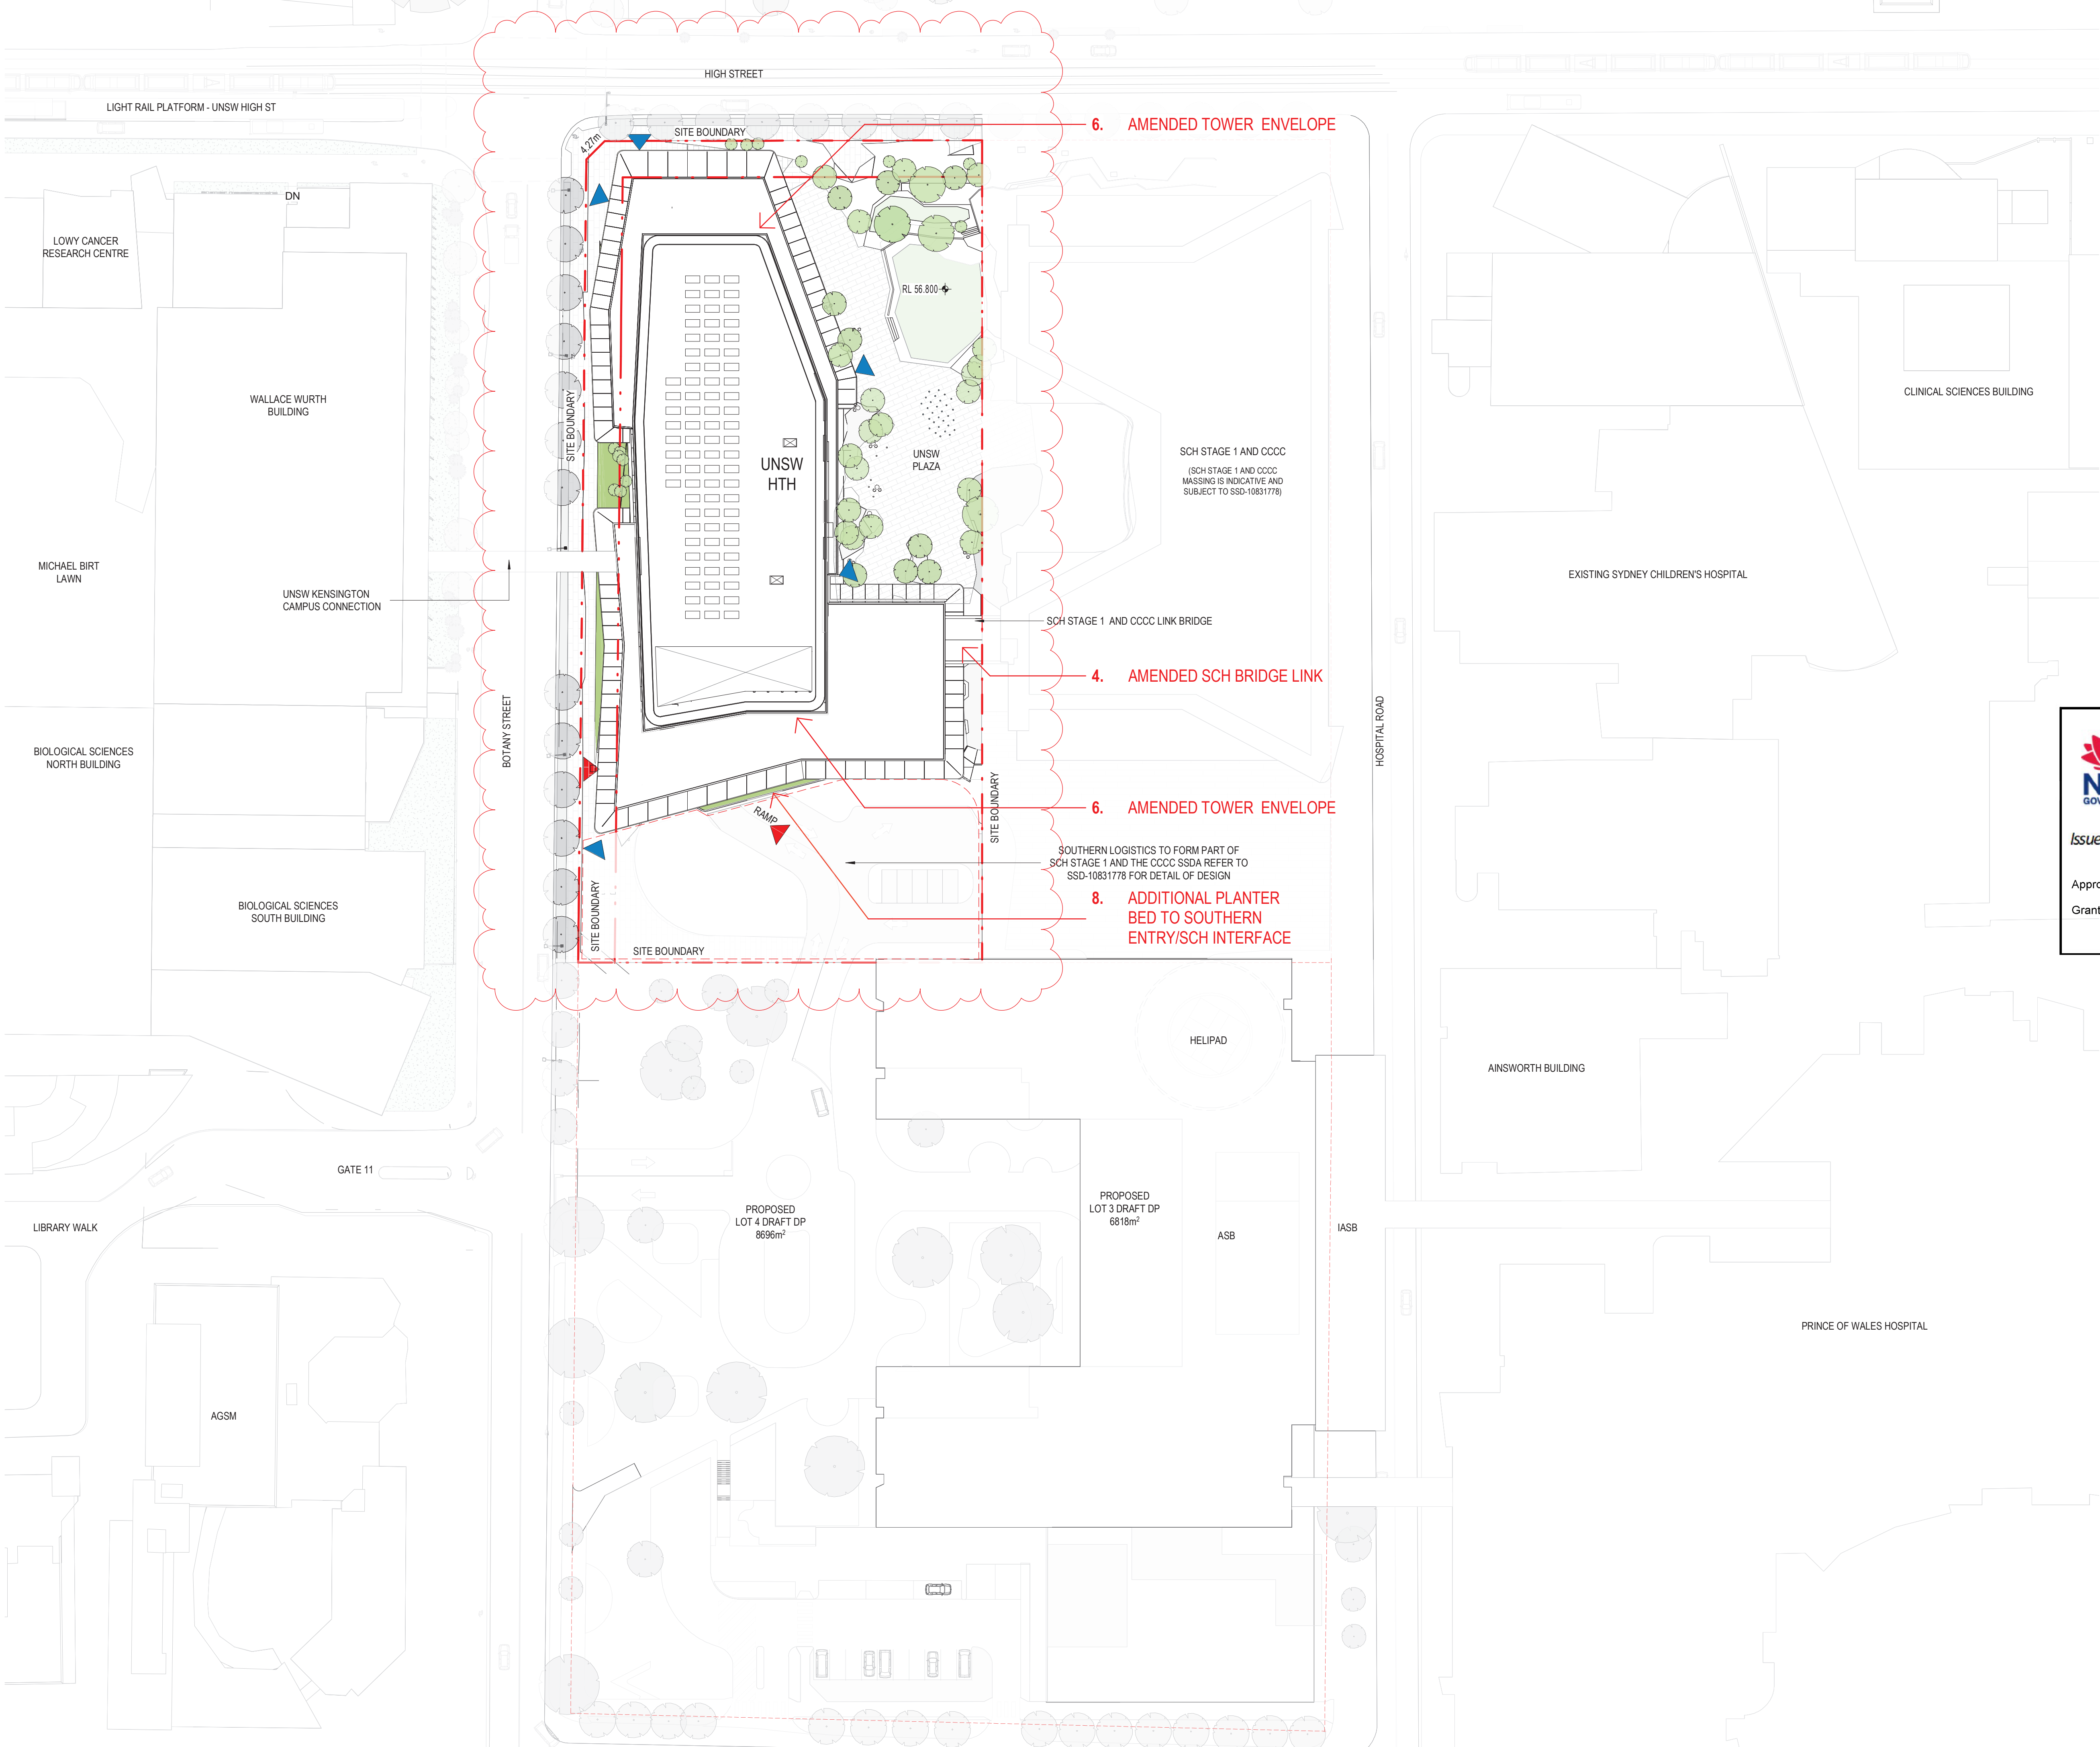 HIGH STREET
LIGHT RAIL PLATFORM - UNSW HIGH ST
6. AMENDED TOWER ENVELOPE
SITE BOUNDARY
4.27m
DN
LOWY CANCER
RESEARCH CENTRE
RL 56.800
WALLACE WURTH
BUILDING
SITE BOUNDARY
CLINICAL SCIENCES BUILDING
UNSW
HTH
UNSW
PLAZA
SCH STAGE 1 AND CCCC
(SCH STAGE 1 AND CCCC
MASSING IS INDICATIVE AND
SUBJECT TO SSD-10831778)
MICHAEL BIRT
LAWN
EXISTING SYDNEY CHILDREN'S HOSPITAL
UNSW KENSINGTON
CAMPUS CONNECTION
SCH STAGE 1 AND CCCC LINK BRIDGE
4. AMENDED SCH BRIDGE LINK
BOTANY STREET
HOSPITAL ROAD
BIOLOGICAL SCIENCES
NORTH BUILDING
SITE BOUNDARY
6. AMENDED TOWER ENVELOPE
RAMP
SOUTHERN LOGISTICS TO FORM PART OF
SCH STAGE 1 AND THE CCCC SSDA REFER TO
SSD-10831778 FOR DETAIL OF DESIGN
8. ADDITIONAL PLANTER
BED TO SOUTHERN
ENTRY/SCH INTERFACE
BIOLOGICAL SCIENCES
SOUTH BUILDING
SITE BOUNDARY
SITE BOUNDARY
N
GOV
Issue
Appro
Grant
HELIPAD
AINSWORTH BUILDING
GATE 11
LIBRARY WALK
PROPOSED
LOT 4 DRAFT DP
8696m²
PROPOSED
LOT 3 DRAFT DP
6818m²
ASB
IASB
PRINCE OF WALES HOSPITAL
AGSM